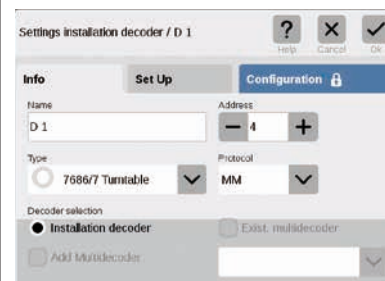 Settings installation decoder / D 1
Help Cancel Ok
Info Set Up Configuration
Name Address
D 1 4
Type Protocol
7686/7 Turntable MM
Decoder selection
Installation decoder Exist. multidecoder
Add Multidecoder